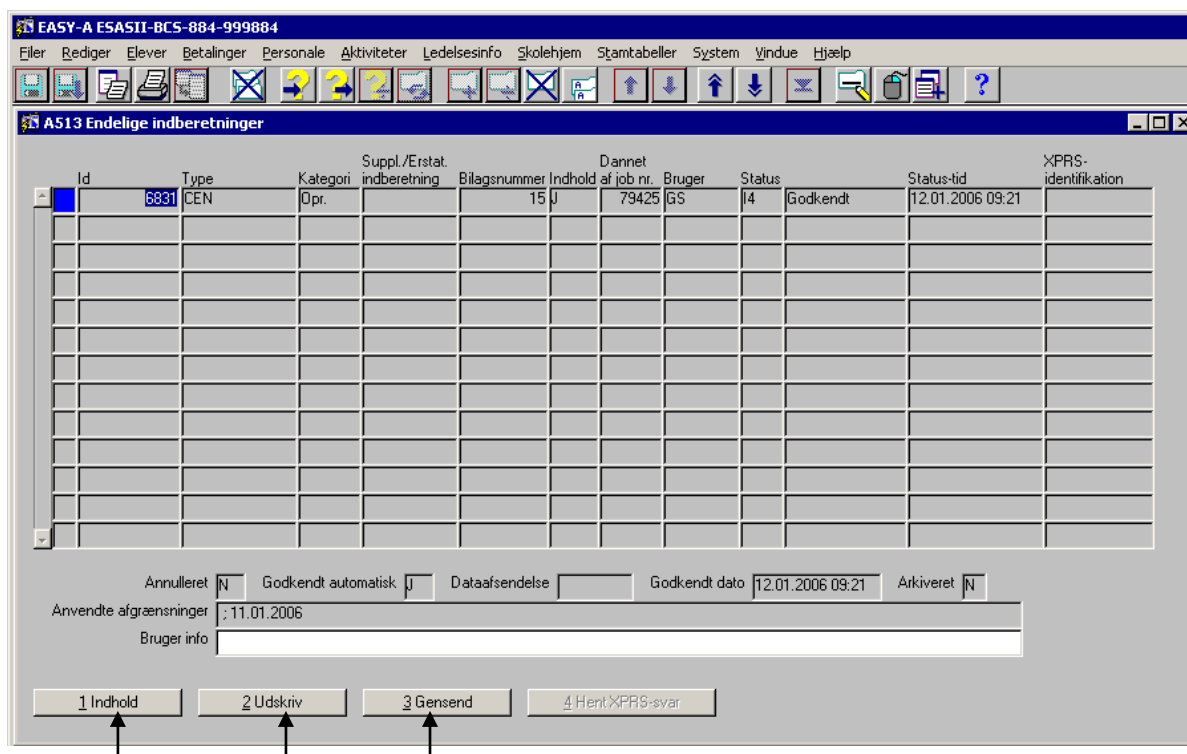 EASY-A ESASII-BCS-884-999884
Filer Rediger Elever Betalinger Personale Aktiviteter Ledelsesinfo Skolehjem Stamtabeller System Vindue Hjælp
A513 Endelige indberetninger
Suppl./Erstat. Dannet XPRS-
Id Type Kategori indberetning Bilagsnummer Indhold af job nr. Bruger Status Status-tid identifikation
6831 CEN Opr. 15 J 79425 GS I4 Godkendt 12.01.2006 09:21
Annulleret N Godkendt automatisk J Dataafsendelse Godkendt dato 12.01.2006 09:21 Arkiveret N
Anvendte afgrænsninger ; 11.01.2006
Bruger info
1 Indhold 2 Udskriv 3 Gensend 4 Hent XPRS-svar